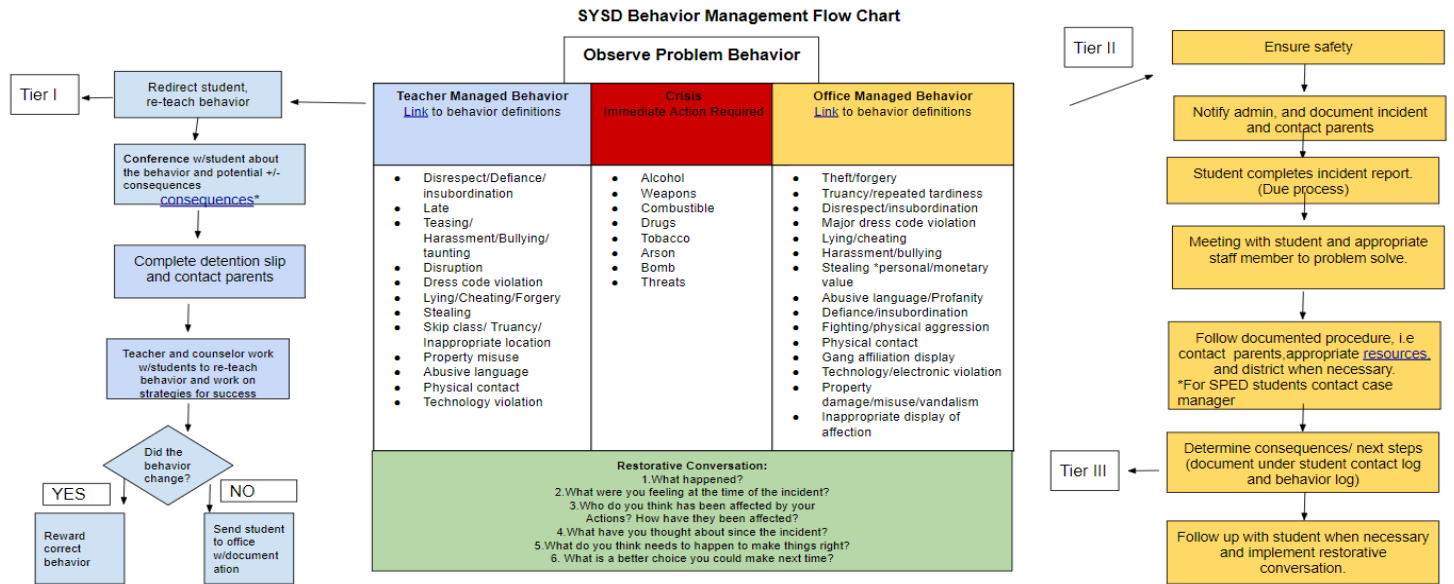 SYSD Behavior Management Flow Chart
Observe Problem Behavior
Tier I
Redirect student,
re-teach behavior
Conference w/student about
the behavior and potential +/-
consequences
consequences*
Complete detention slip
and contact parents
Teacher and counselor work
w/students to re-teach
behavior and work on
strategies for success
Did the
behavior
change?
YES
NO
Reward
correct
behavior
Send student
to office
w/document
ation
Teacher Managed Behavior
Link to behavior definitions
● Disrespect/Defiance/
insubordination
● Late
● Teasing/
Harassment/Bullying/
taunting
● Disruption
● Dress code violation
● Lying/Cheating/Forgery
● Stealing
● Skip class/ Truancy/
Inappropriate location
● Property misuse
● Abusive language
● Physical contact
● Technology violation
Crisis
Immediate Action Required
● Alcohol
● Weapons
● Combustible
● Drugs
● Tobacco
● Arson
● Bomb
● Threats
Office Managed Behavior
Link to behavior definitions
● Theft/forgery
● Truancy/repeated tardiness
● Disrespect/insubordination
● Major dress code violation
● Lying/cheating
● Harassment/bullying
● Stealing *personal/monetary
value
● Abusive language/Profanity
● Defiance/insubordination
● Fighting/physical aggression
● Physical contact
● Gang affiliation display
● Technology/electronic violation
● Property
damage/misuse/vandalism
● Inappropriate display of
affection
Restorative Conversation:
1.What happened?
2.What were you feeling at the time of the incident?
3.Who do you think has been affected by your
Actions? How have they been affected?
4.What have you thought about since the incident?
5.What do you think needs to happen to make things right?
6. What is a better choice you could make next time?
Tier II
Ensure safety
Notify admin, and document incident
and contact parents
Student completes incident report.
(Due process)
Meeting with student and appropriate
staff member to problem solve.
Follow documented procedure, i.e
contact parents,appropriate resources,
and district when necessary.
*For SPED students contact case
manager
Tier III
Determine consequences/ next steps
(document under student contact log
and behavior log)
Follow up with student when necessary
and implement restorative
conversation.